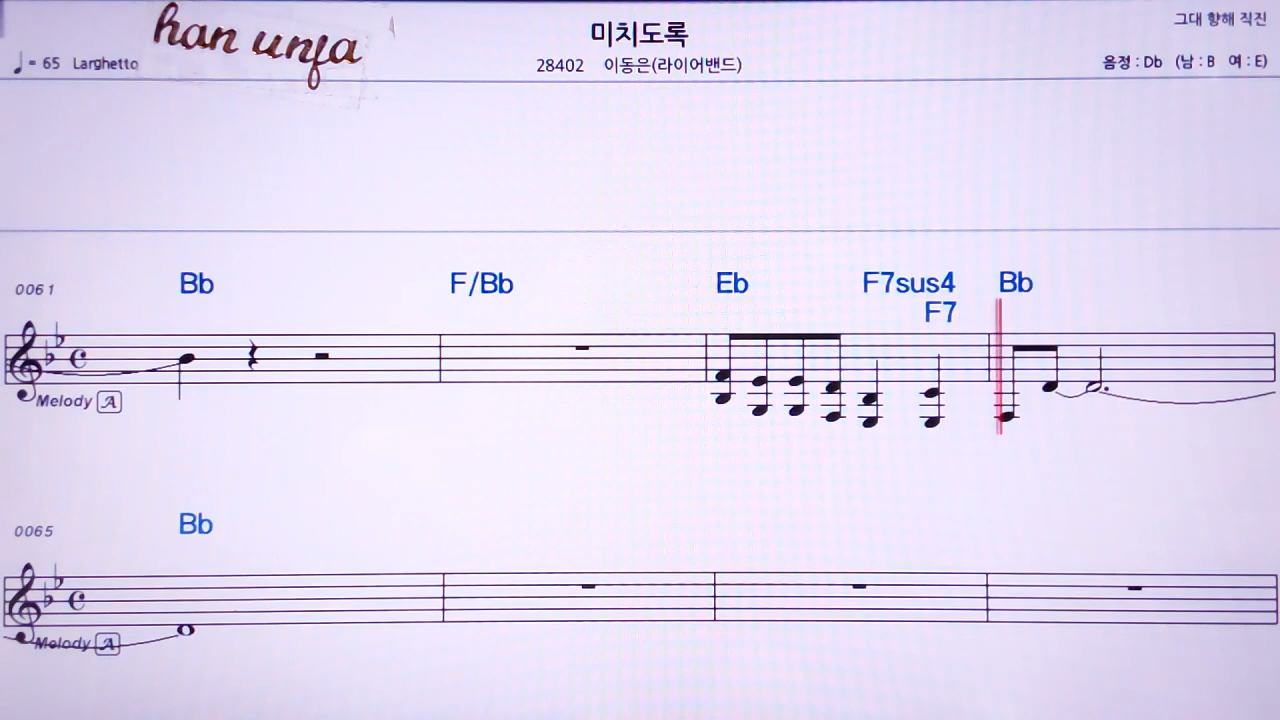 han unfa
미치도록
그대 향해 직진
♩= 65 Larghetto
28402 이동은(라이어밴드)
음정 : Db (남 : B 여 : E)
Bb F/Bb Eb F7sus4 Bb
F7
0061
Melody A
Bb
0065
Melody A